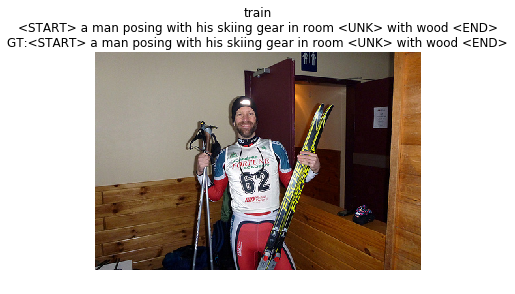 train
<START> a man posing with his skiing gear in room <UNK> with wood <END>
GT:<START> a man posing with his skiing gear in room <UNK> with wood <END>
62